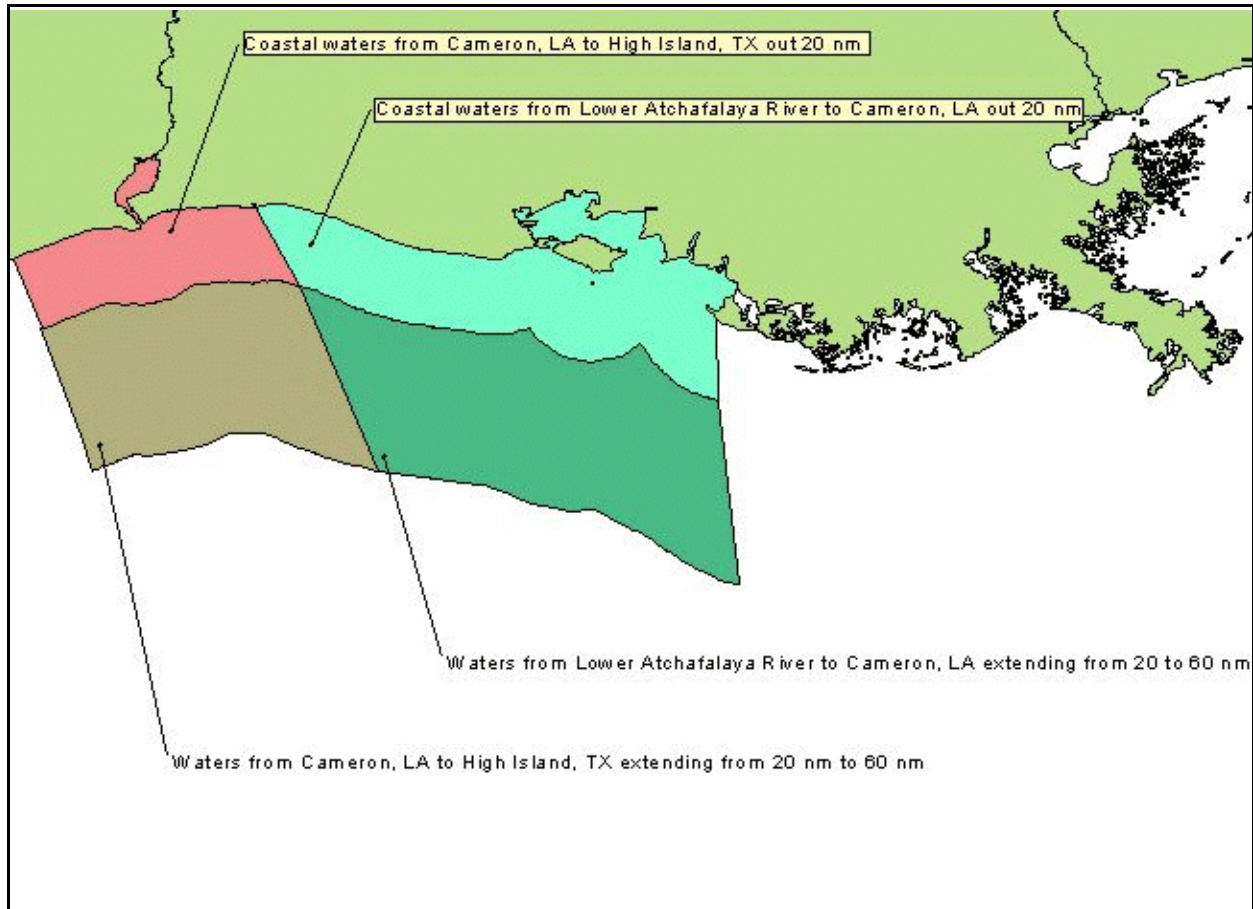 Coastal waters from Cameron, LA to High Island, TX out 20 nm
Coastal waters from Lower Atchafalaya River to Cameron, LA out 20 nm
Waters from Lower Atchafalaya River to Cameron, LA extending from 20 to 60 nm
Waters from Cameron, LA to High Island, TX extending from 20 nm to 60 nm